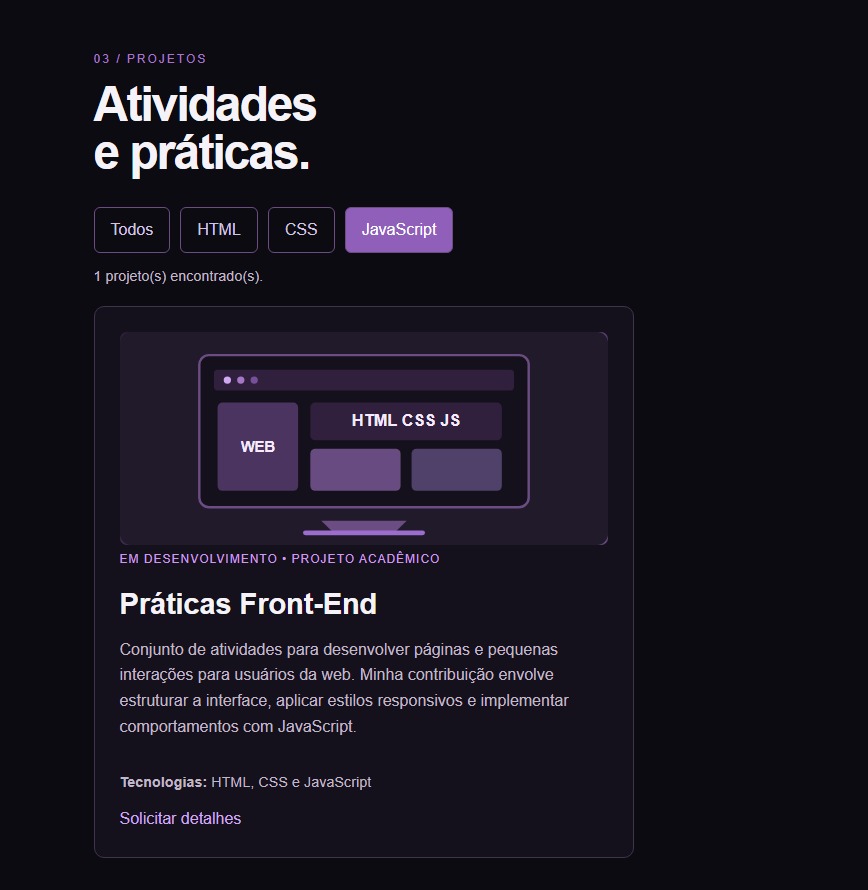 03 / PROJETOS
Atividades
e práticas.
Todos HTML CSS JavaScript
1 projeto(s) encontrado(s).
HTML CSS JS
WEB
EM DESENVOLVIMENTO • PROJETO ACADÊMICO
Práticas Front-End
Conjunto de atividades para desenvolver páginas e pequenas
interações para usuários da web. Minha contribuição envolve
estruturar a interface, aplicar estilos responsivos e implementar
comportamentos com JavaScript.
Tecnologias: HTML, CSS e JavaScript
Solicitar detalhes